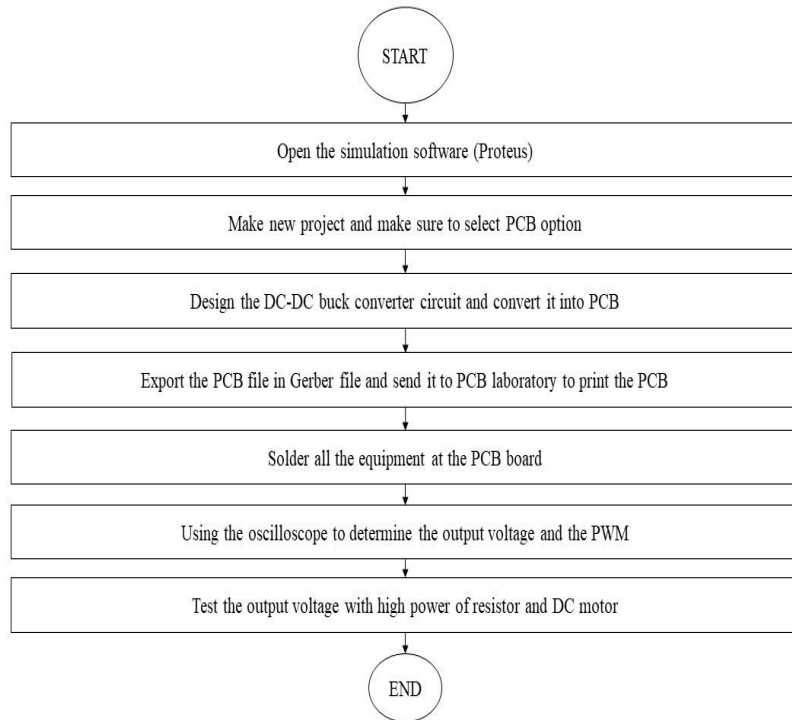 START
Open the simulation software (Proteus)
Make new project and make sure to select PCB option
Design the DC-DC buck converter circuit and convert it into PCB
Export the PCB file in Gerber file and send it to PCB laboratory to print the PCB
Solder all the equipment at the PCB board
Using the oscilloscope to determine the output voltage and the PWM
Test the output voltage with high power of resistor and DC motor
END